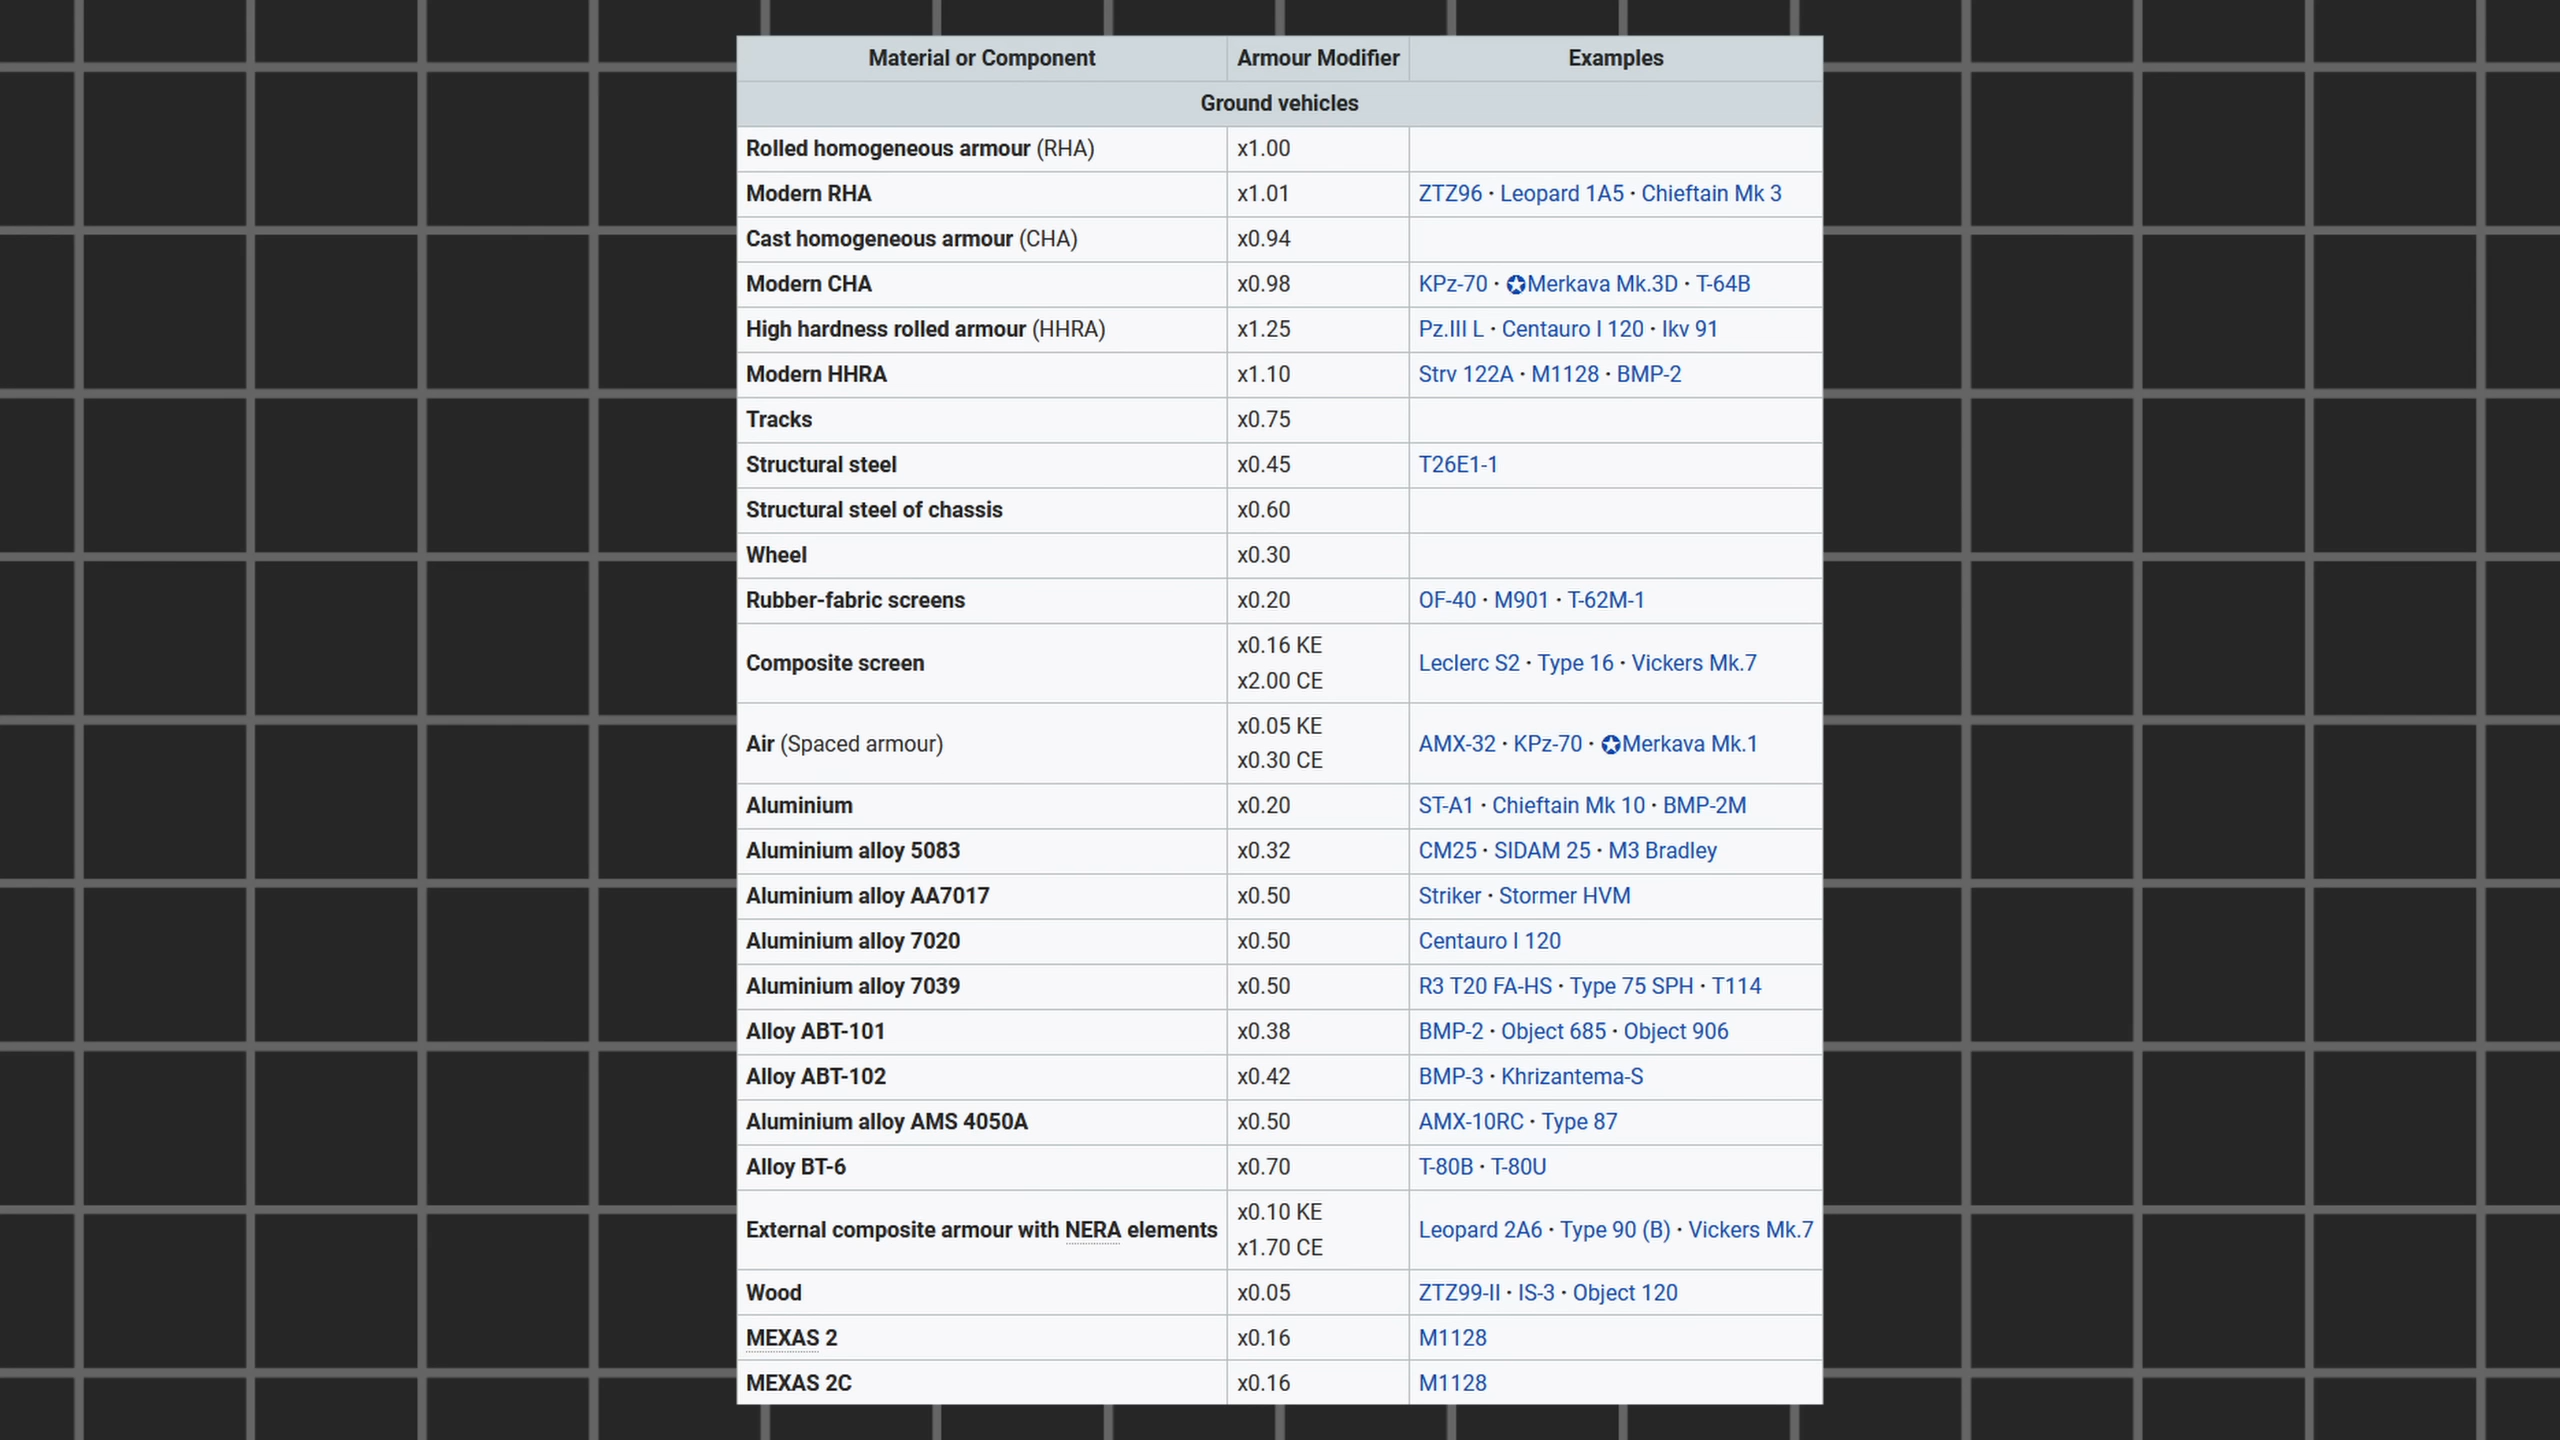 Material or Component Armour Modifier Examples
Ground vehicles
Rolled homogeneous armour (RHA) x1.00
Modern RHA x1.01 ZTZ96 · Leopard 1A5 · Chieftain Mk 3
Cast homogeneous armour (CHA) x0.94
Modern CHA x0.98 KPz-70 · ✪Merkava Mk.3D · T-64B
High hardness rolled armour (HHRA) x1.25 Pz.III L · Centauro I 120 · Ikv 91
Modern HHRA x1.10 Strv 122A · M1128 · BMP-2
Tracks x0.75
Structural steel x0.45 T26E1-1
Structural steel of chassis x0.60
Wheel x0.30
Rubber-fabric screens x0.20 OF-40 · M901 · T-62M-1
Composite screen x0.16 KE
x2.00 CE Leclerc S2 · Type 16 · Vickers Mk.7
Air (Spaced armour) x0.05 KE
x0.30 CE AMX-32 · KPz-70 · ✪Merkava Mk.1
Aluminium x0.20 ST-A1 · Chieftain Mk 10 · BMP-2M
Aluminium alloy 5083 x0.32 CM25 · SIDAM 25 · M3 Bradley
Aluminium alloy AA7017 x0.50 Striker · Stormer HVM
Aluminium alloy 7020 x0.50 Centauro I 120
Aluminium alloy 7039 x0.50 R3 T20 FA-HS · Type 75 SPH · T114
Alloy ABT-101 x0.38 BMP-2 · Object 685 · Object 906
Alloy ABT-102 x0.42 BMP-3 · Khrizantema-S
Aluminium alloy AMS 4050A x0.50 AMX-10RC · Type 87
Alloy BT-6 x0.70 T-80B · T-80U
External composite armour with NERA elements x0.10 KE
x1.70 CE Leopard 2A6 · Type 90 (B) · Vickers Mk.7
Wood x0.05 ZTZ99-II · IS-3 · Object 120
MEXAS 2 x0.16 M1128
MEXAS 2C x0.16 M1128